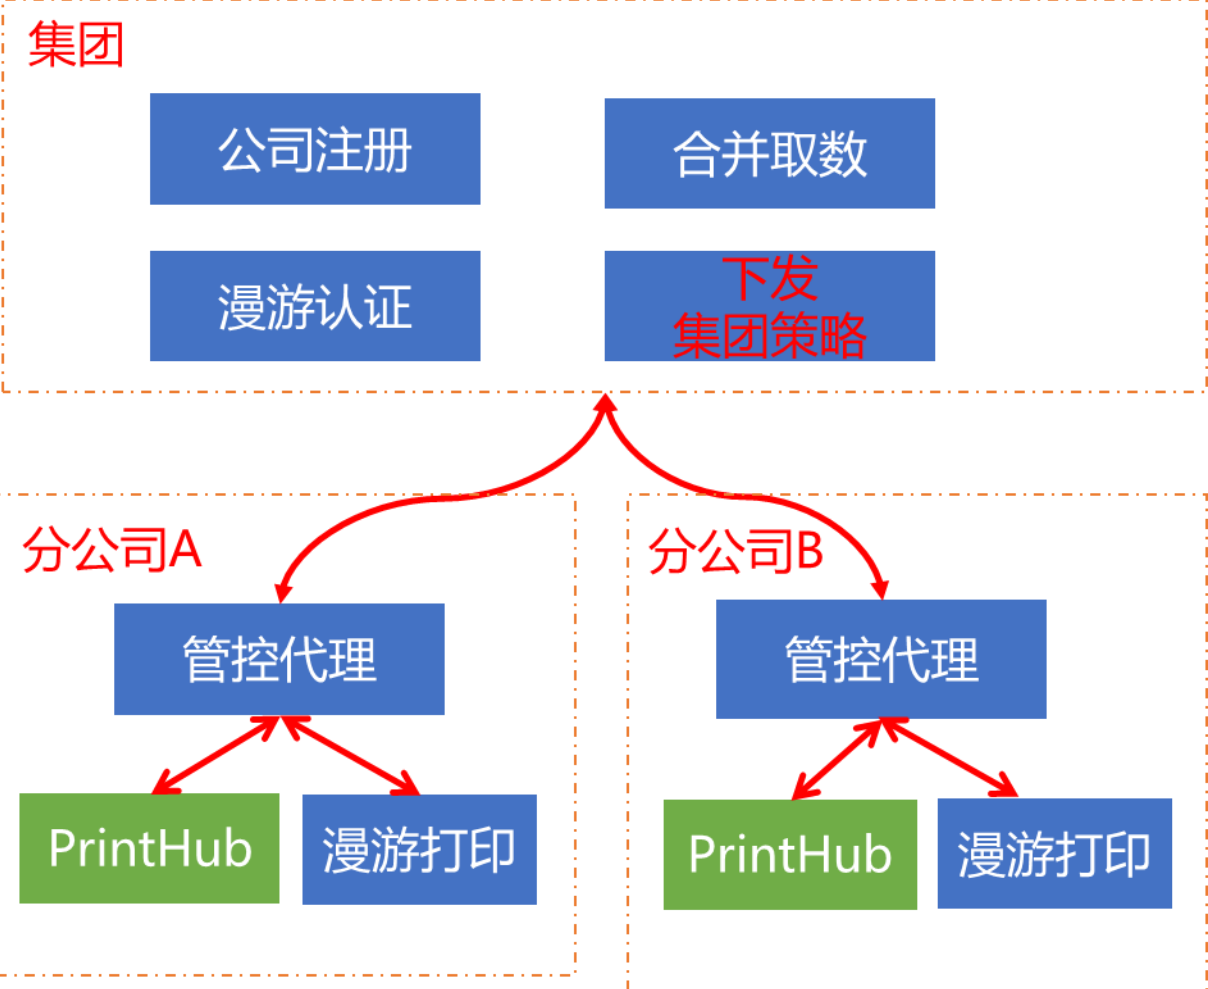 集团
公司注册
合并取数
漫游认证
下发
集团策略
分公司A
分公司B
管控代理
管控代理
PrintHub
漫游打印
PrintHub
漫游打印